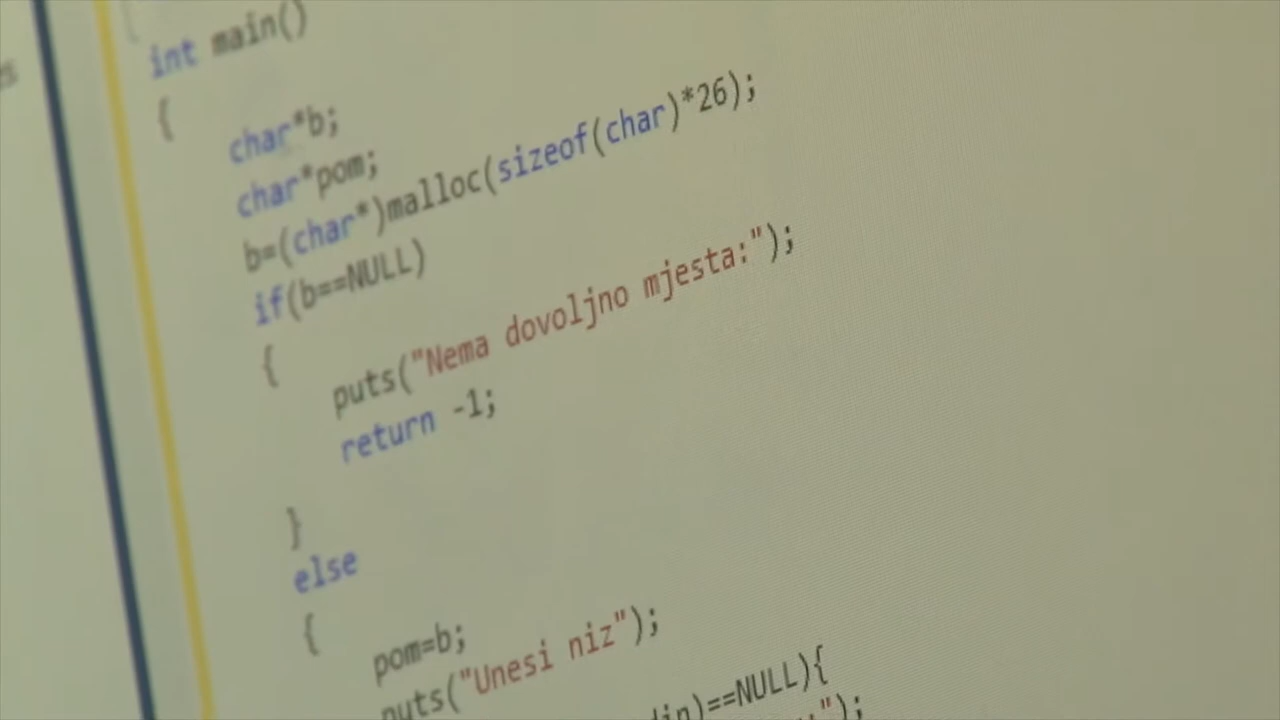 int main()
{
char*b;
char*pom;
b=(char*)malloc(sizeof(char)*26);
if(b==NULL)
{
puts("Nema dovoljno mjesta:");
return -1;
}
else
{
pom=b;
puts("Unesi niz");
)==NULL){
");